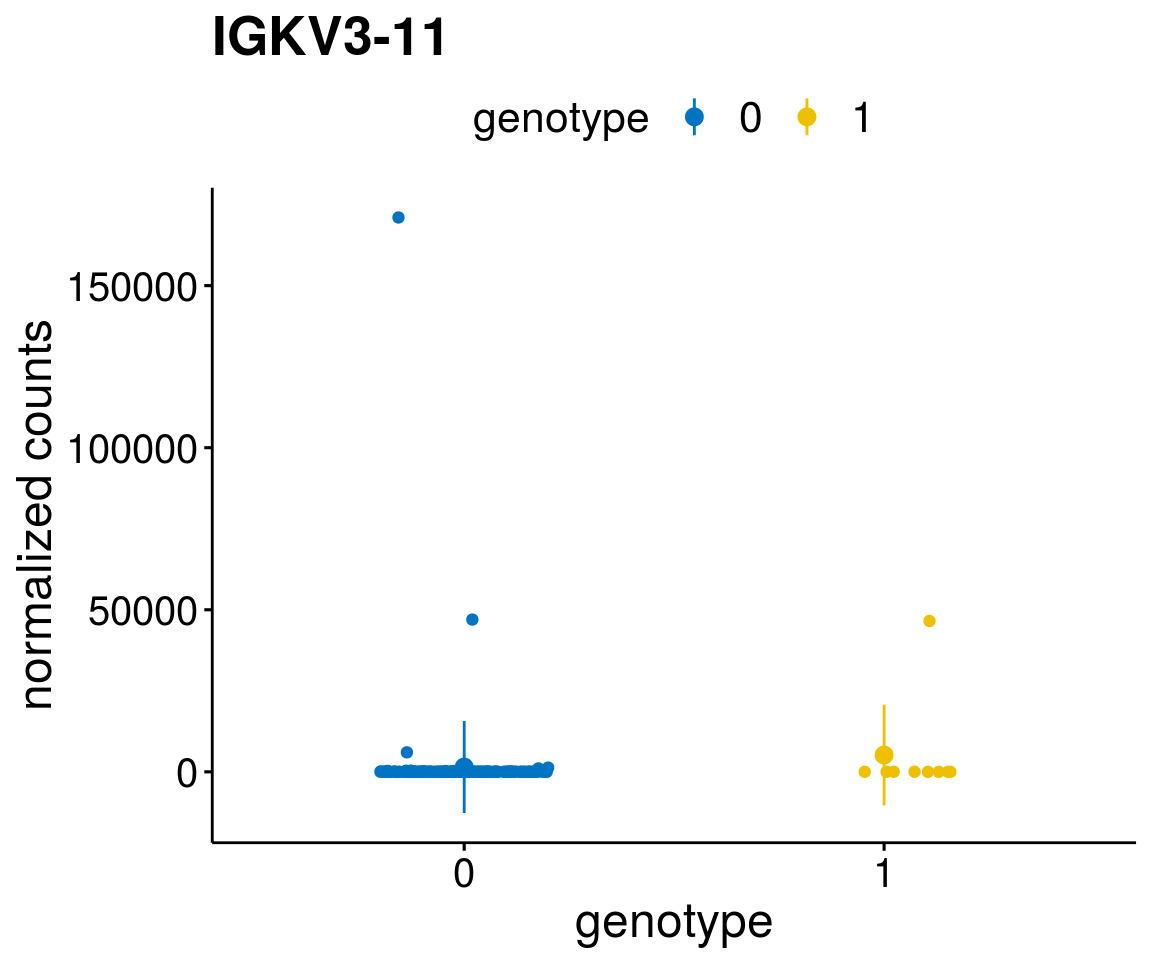 IGKV3-11
genotype 0 1
150000
100000
50000
0
normalized counts
0 1
genotype